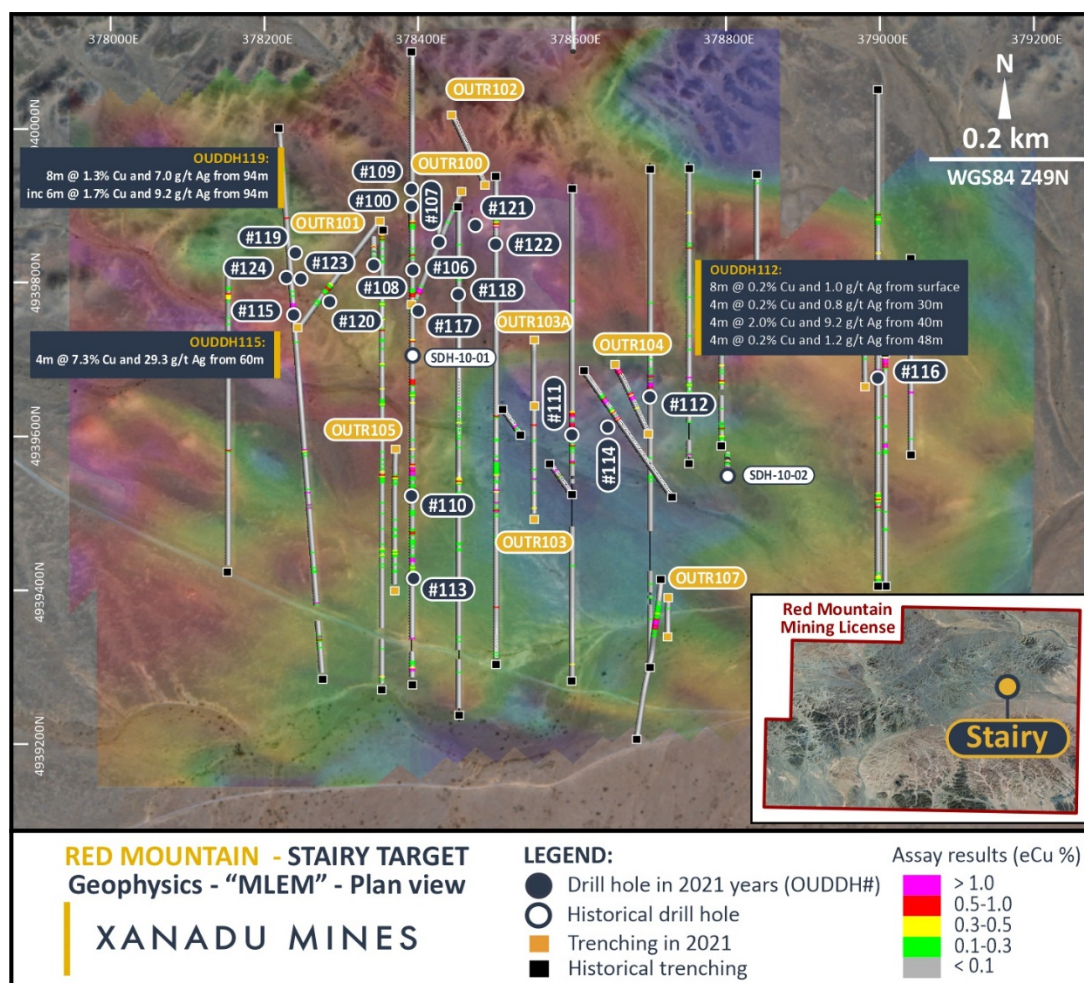 378000E
378200E
378400E
378600E
378800E
379000E
379200E
N
0.2 km
WGS84 Z49N
4940000N
4939800N
4939600N
4939400N
4939200N
OUTR102
OUDDH119:
8m @ 1.3% Cu and 7.0 g/t Ag from 94m
inc 6m @ 1.7% Cu and 9.2 g/t Ag from 94m
OUTR100
#109
#100
#107
#121
OUTR101
#119
#122
#124
#123
#108
#106
#118
#115
#120
#117
OUDDH115:
4m @ 7.3% Cu and 29.3 g/t Ag from 60m
SDH-10-01
OUTR103A
OUTR104
OUDDH112:
8m @ 0.2% Cu and 1.0 g/t Ag from surface
4m @ 0.2% Cu and 0.8 g/t Ag from 30m
4m @ 2.0% Cu and 9.2 g/t Ag from 40m
4m @ 0.2% Cu and 1.2 g/t Ag from 48m
#116
#111
#112
#114
OUTR105
SDH-10-02
#110
OUTR103
#113
OUTR107
Red Mountain
Mining License
Stairy
RED MOUNTAIN - STAIRY TARGET
Geophysics - “MLEM” - Plan view
XANADU MINES
LEGEND:
Drill hole in 2021 years (OUDDH#)
Historical drill hole
Trenching in 2021
Historical trenching
Assay results (eCu %)
> 1.0
0.5-1.0
0.3-0.5
0.1-0.3
< 0.1